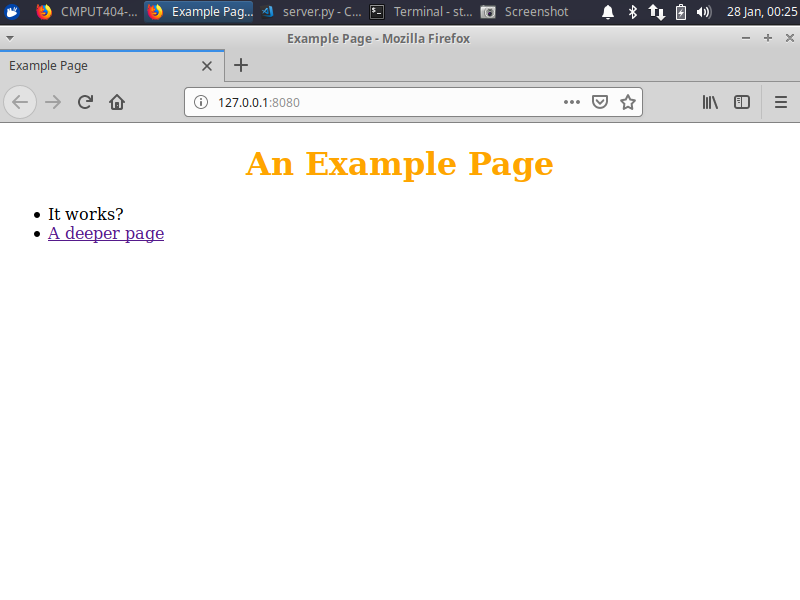 CMPUT404-... Example Pag... server.py - C... Terminal - st... Screenshot 28 Jan, 00:25
Example Page - Mozilla Firefox
Example Page
127.0.0.1:8080
An Example Page
It works?
A deeper page